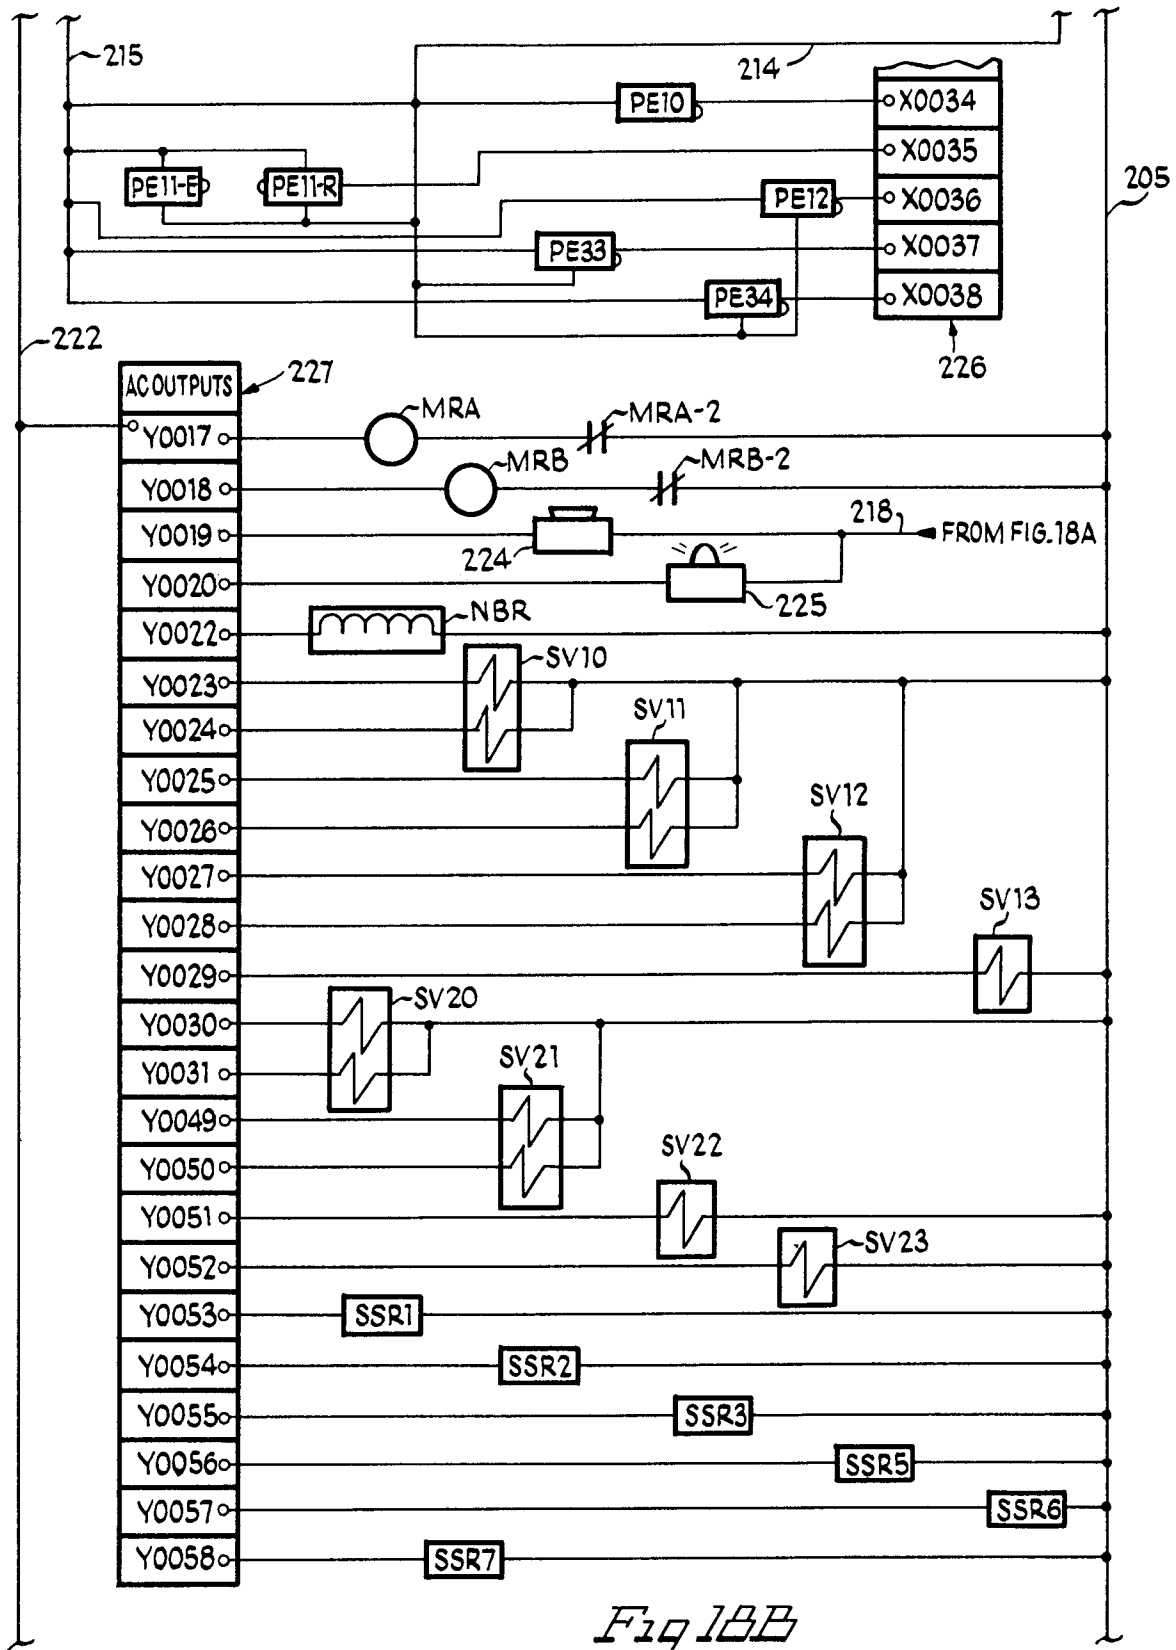 215
214
PE10
X0034
X0035
PE11-E
PE11-R
PE12
X0036
205
PE33
X0037
PE34
X0038
222
226
AC OUTPUTS
227
Y0017
MRA
MRA-2
Y0018
MRB
MRB-2
Y0019
224
218
FROM FIG.18A
Y0020
225
Y0022
NBR
Y0023
SV10
Y0024
SV11
Y0025
Y0026
SV12
Y0027
Y0028
SV13
Y0029
Y0030
SV20
Y0031
SV21
Y0049
Y0050
SV22
Y0051
Y0052
SV23
Y0053
SSR1
Y0054
SSR2
Y0055
SSR3
Y0056
SSR5
Y0057
SSR6
Y0058
SSR7
Fig 18B